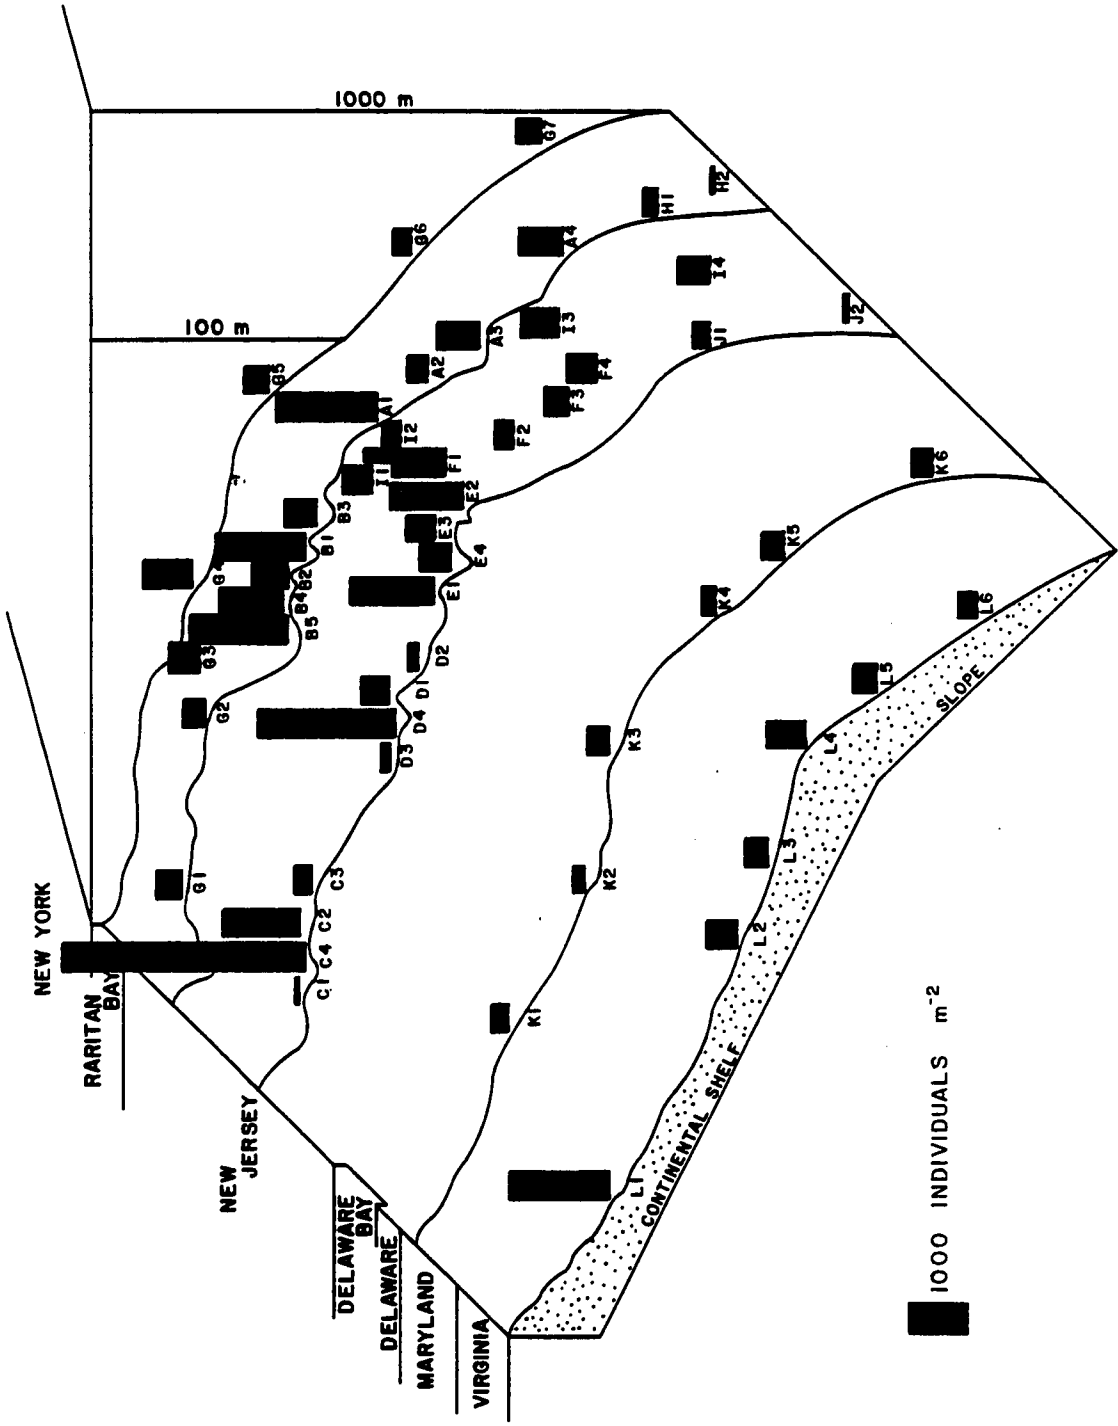 1000 m
100 m
G7
G6
G5
H2
H1
A4
I4
I3
A3
A2
A1
J2
J1
F4
F3
F2
F1
I2
I1
E2
E3
E4
E1
B3
B1
B2
B4
B5
G4
G3
G2
G1
D2
D1
D4
D3
C3
C2
C4
C1
K6
K5
K4
K3
K2
K1
L6
L5
L4
L3
L2
L1
SLOPE
CONTINENTAL SHELF
NEW YORK
RARITAN
BAY
NEW
JERSEY
DELAWARE
BAY
DELAWARE
MARYLAND
VIRGINIA
1000 INDIVIDUALS m⁻²